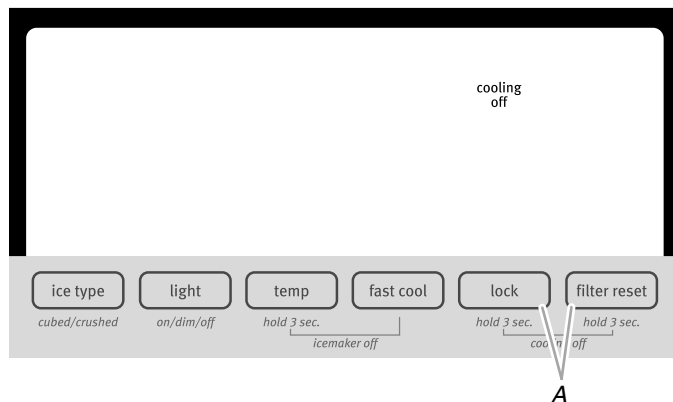 cooling
off
ice type light temp fast cool lock filter reset
cubed/crushed on/dim/off hold 3 sec. hold 3 sec. hold 3 sec.
icemaker off cooling off
A